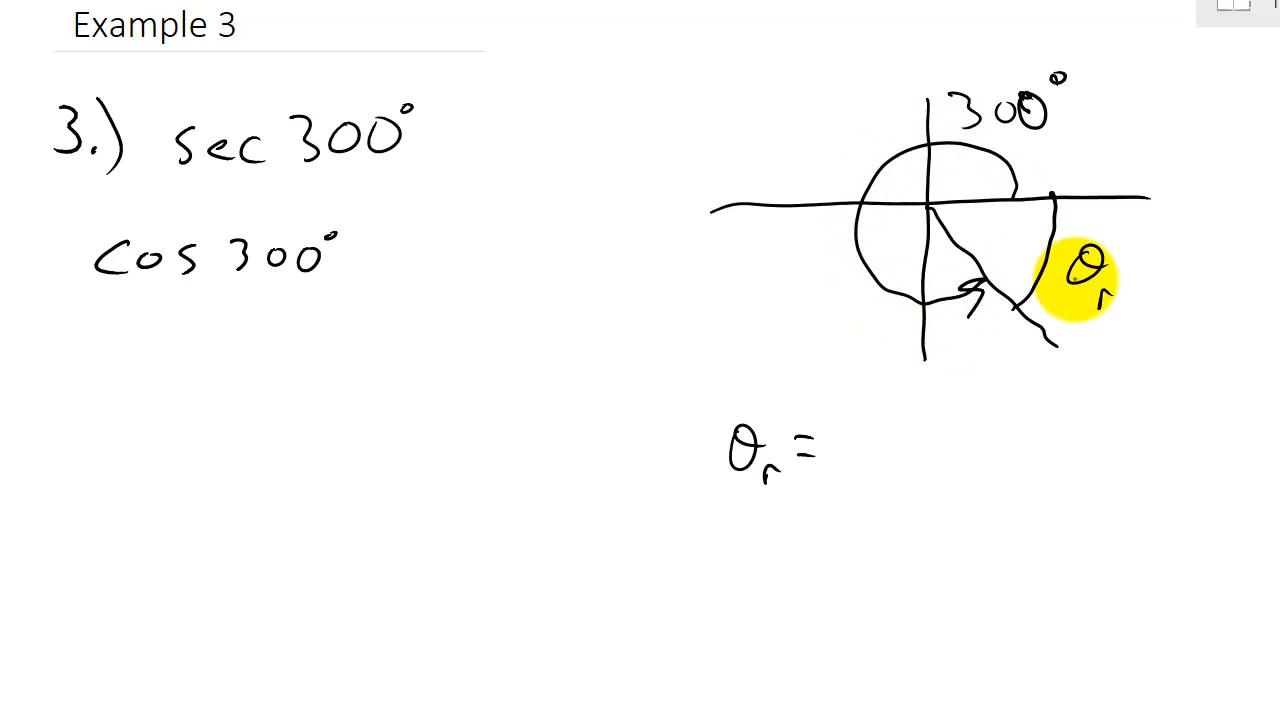 Example 3
3.) sec 300°
cos 300°
300°
θr
θr =